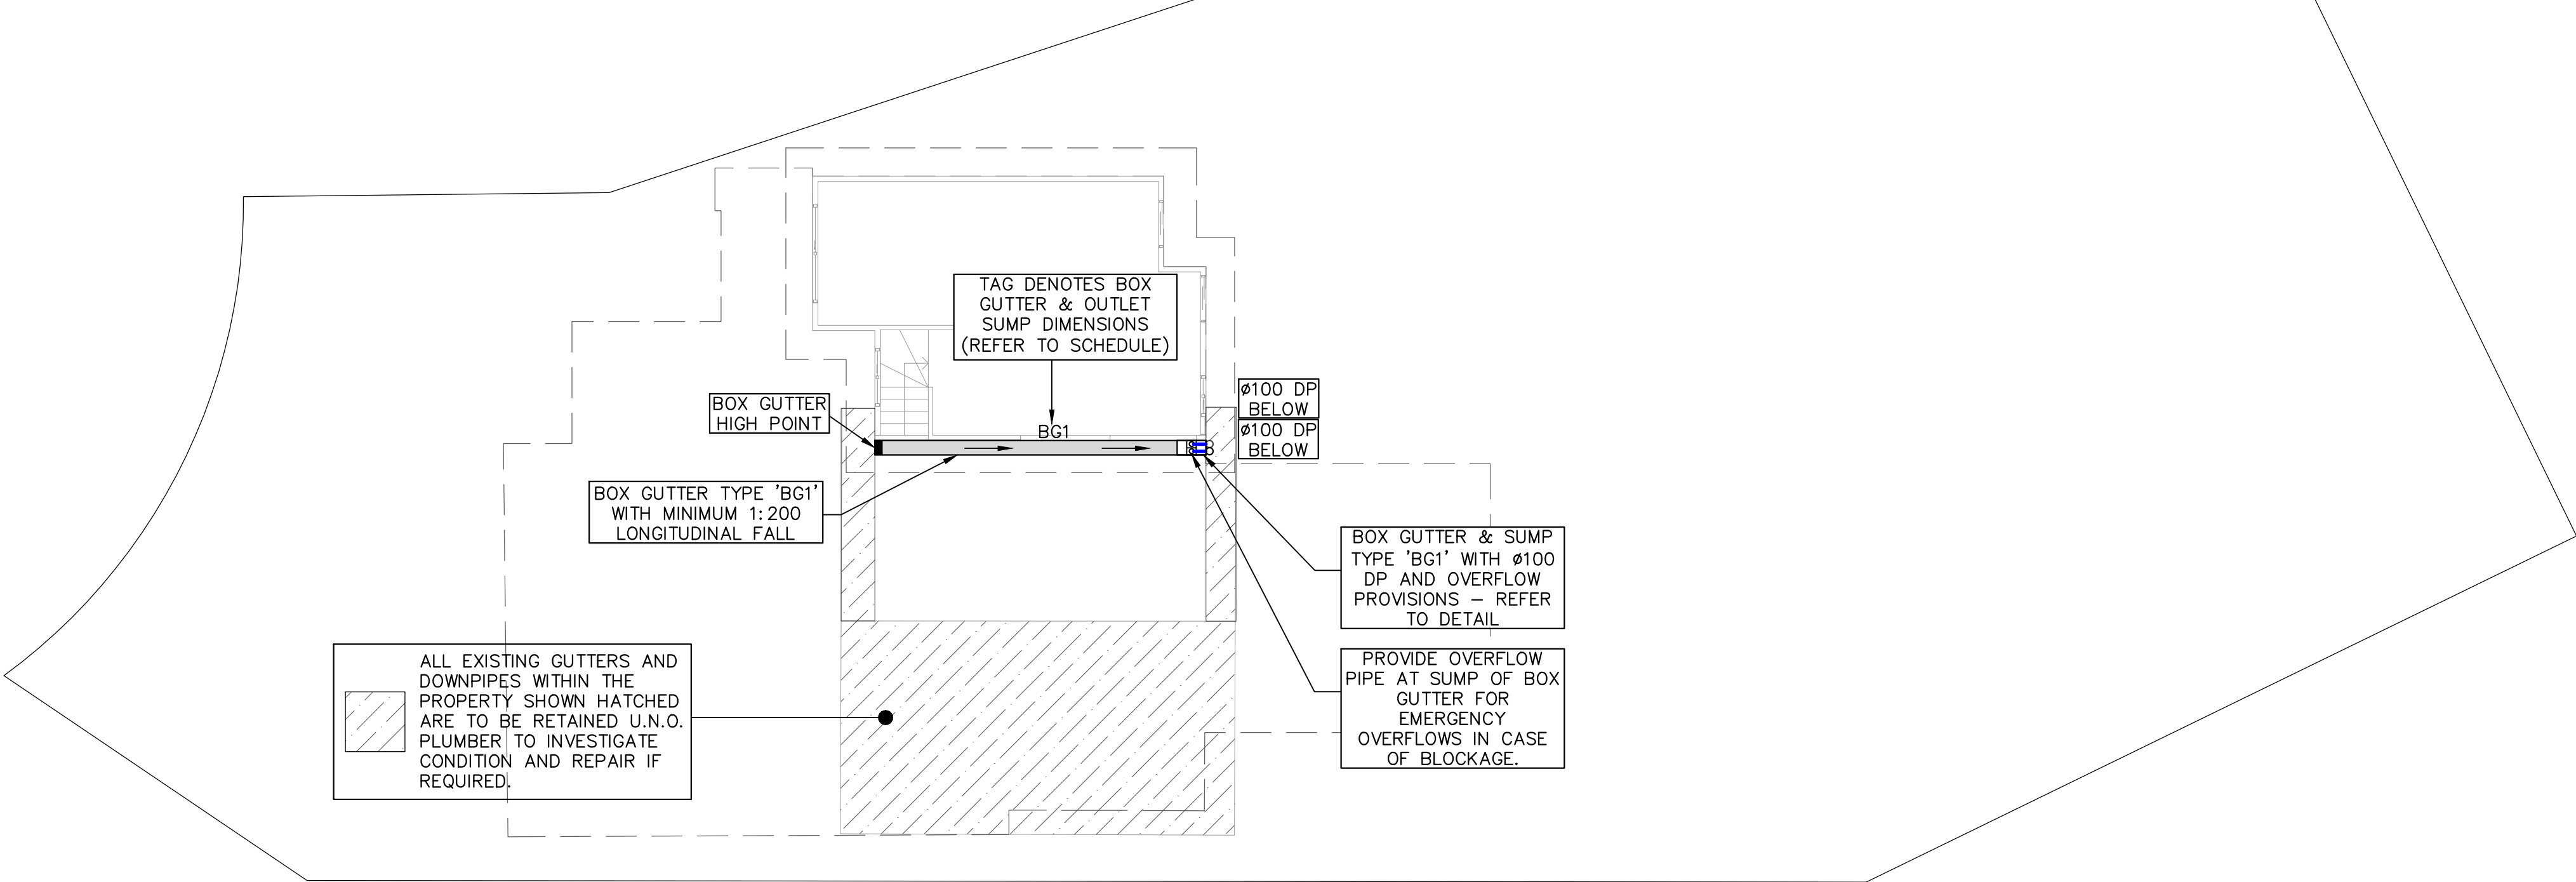 TAG DENOTES BOX
GUTTER & OUTLET
SUMP DIMENSIONS
(REFER TO SCHEDULE)
BOX GUTTER
HIGH POINT
BG1
ø100 DP
BELOW
ø100 DP
BELOW
BOX GUTTER TYPE 'BG1'
WITH MINIMUM 1:200
LONGITUDINAL FALL
BOX GUTTER & SUMP
TYPE 'BG1' WITH ø100
DP AND OVERFLOW
PROVISIONS – REFER
TO DETAIL
ALL EXISTING GUTTERS AND
DOWNPIPES WITHIN THE
PROPERTY SHOWN HATCHED
ARE TO BE RETAINED U.N.O.
PLUMBER TO INVESTIGATE
CONDITION AND REPAIR IF
REQUIRED.
PROVIDE OVERFLOW
PIPE AT SUMP OF BOX
GUTTER FOR
EMERGENCY
OVERFLOWS IN CASE
OF BLOCKAGE.